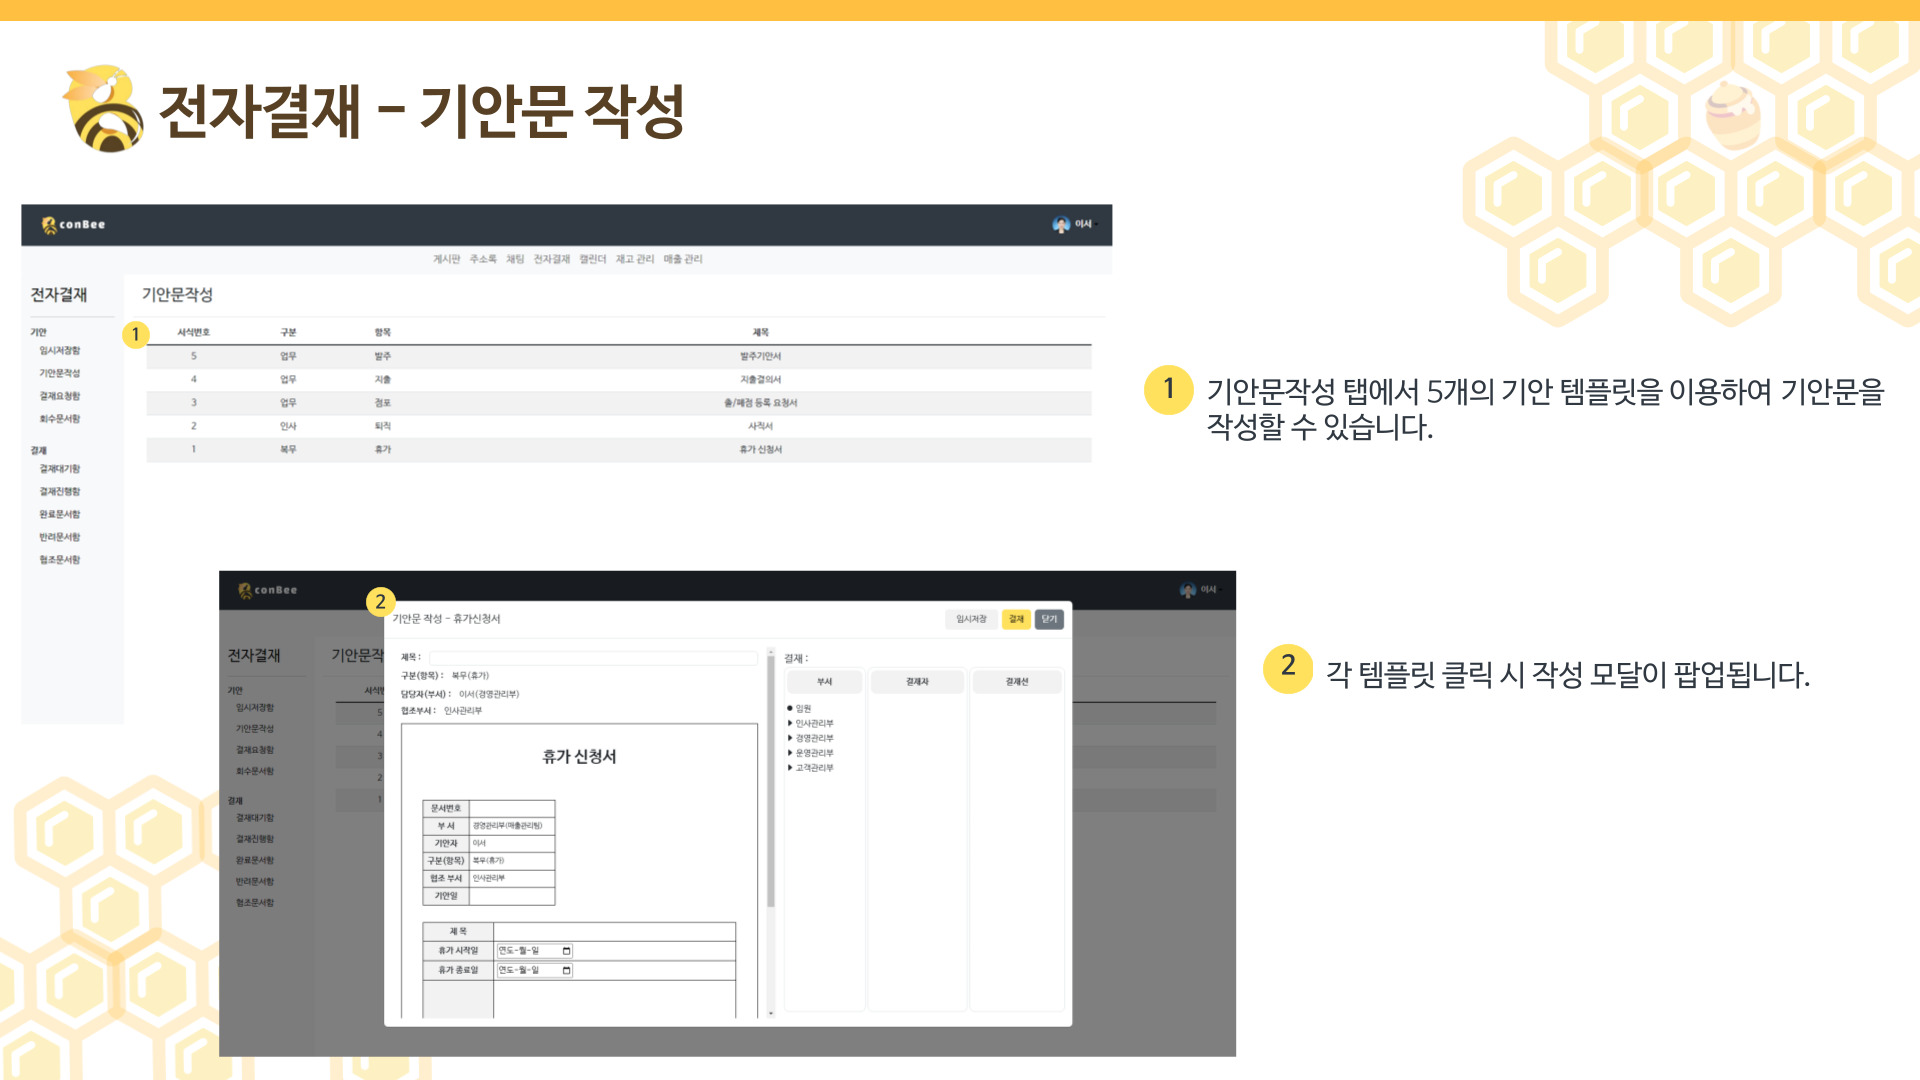 전자결재 - 기안문 작성
conBee
이서
게시판 주소록 채팅 전자결재 캘린더 재고 관리 매출 관리
전자결재
기안
임시저장함
기안문작성
결재요청함
회수문서함
결재
결재대기함
결재진행함
완료문서함
반려문서함
협조문서함
기안문작성
1
서식번호 구분 항목 제목
5 업무 발주 발주기안서
4 업무 지출 지출결의서
3 업무 점포 출/폐점 등록 요청서
2 인사 퇴직 사직서
1 복무 휴가 휴가 신청서
1 기안문작성 탭에서 5개의 기안 템플릿을 이용하여 기안문을
작성할 수 있습니다.
conBee
이서
전자결재
기안
임시저장함
기안문작성
결재요청함
회수문서함
결재
결재대기함
결재진행함
완료문서함
반려문서함
협조문서함
기안문작
서식번
5
4
3
2
1
2
기안문 작성 - 휴가신청서
임시저장 결재 닫기
제목 :
구분(항목) : 복무(휴가)
담당자(부서) : 이서(경영관리부)
협조부서 : 인사관리부
휴가 신청서
문서번호
부 서 경영관리부(매출관리팀)
기안자 이서
구분(항목) 복무(휴가)
협조 부서 인사관리부
기안일
제 목
휴가 시작일 연도-월-일
휴가 종료일 연도-월-일
결재 :
부서 결재자 결재선
임원
인사관리부
경영관리부
운영관리부
고객관리부
2 각 템플릿 클릭 시 작성 모달이 팝업됩니다.